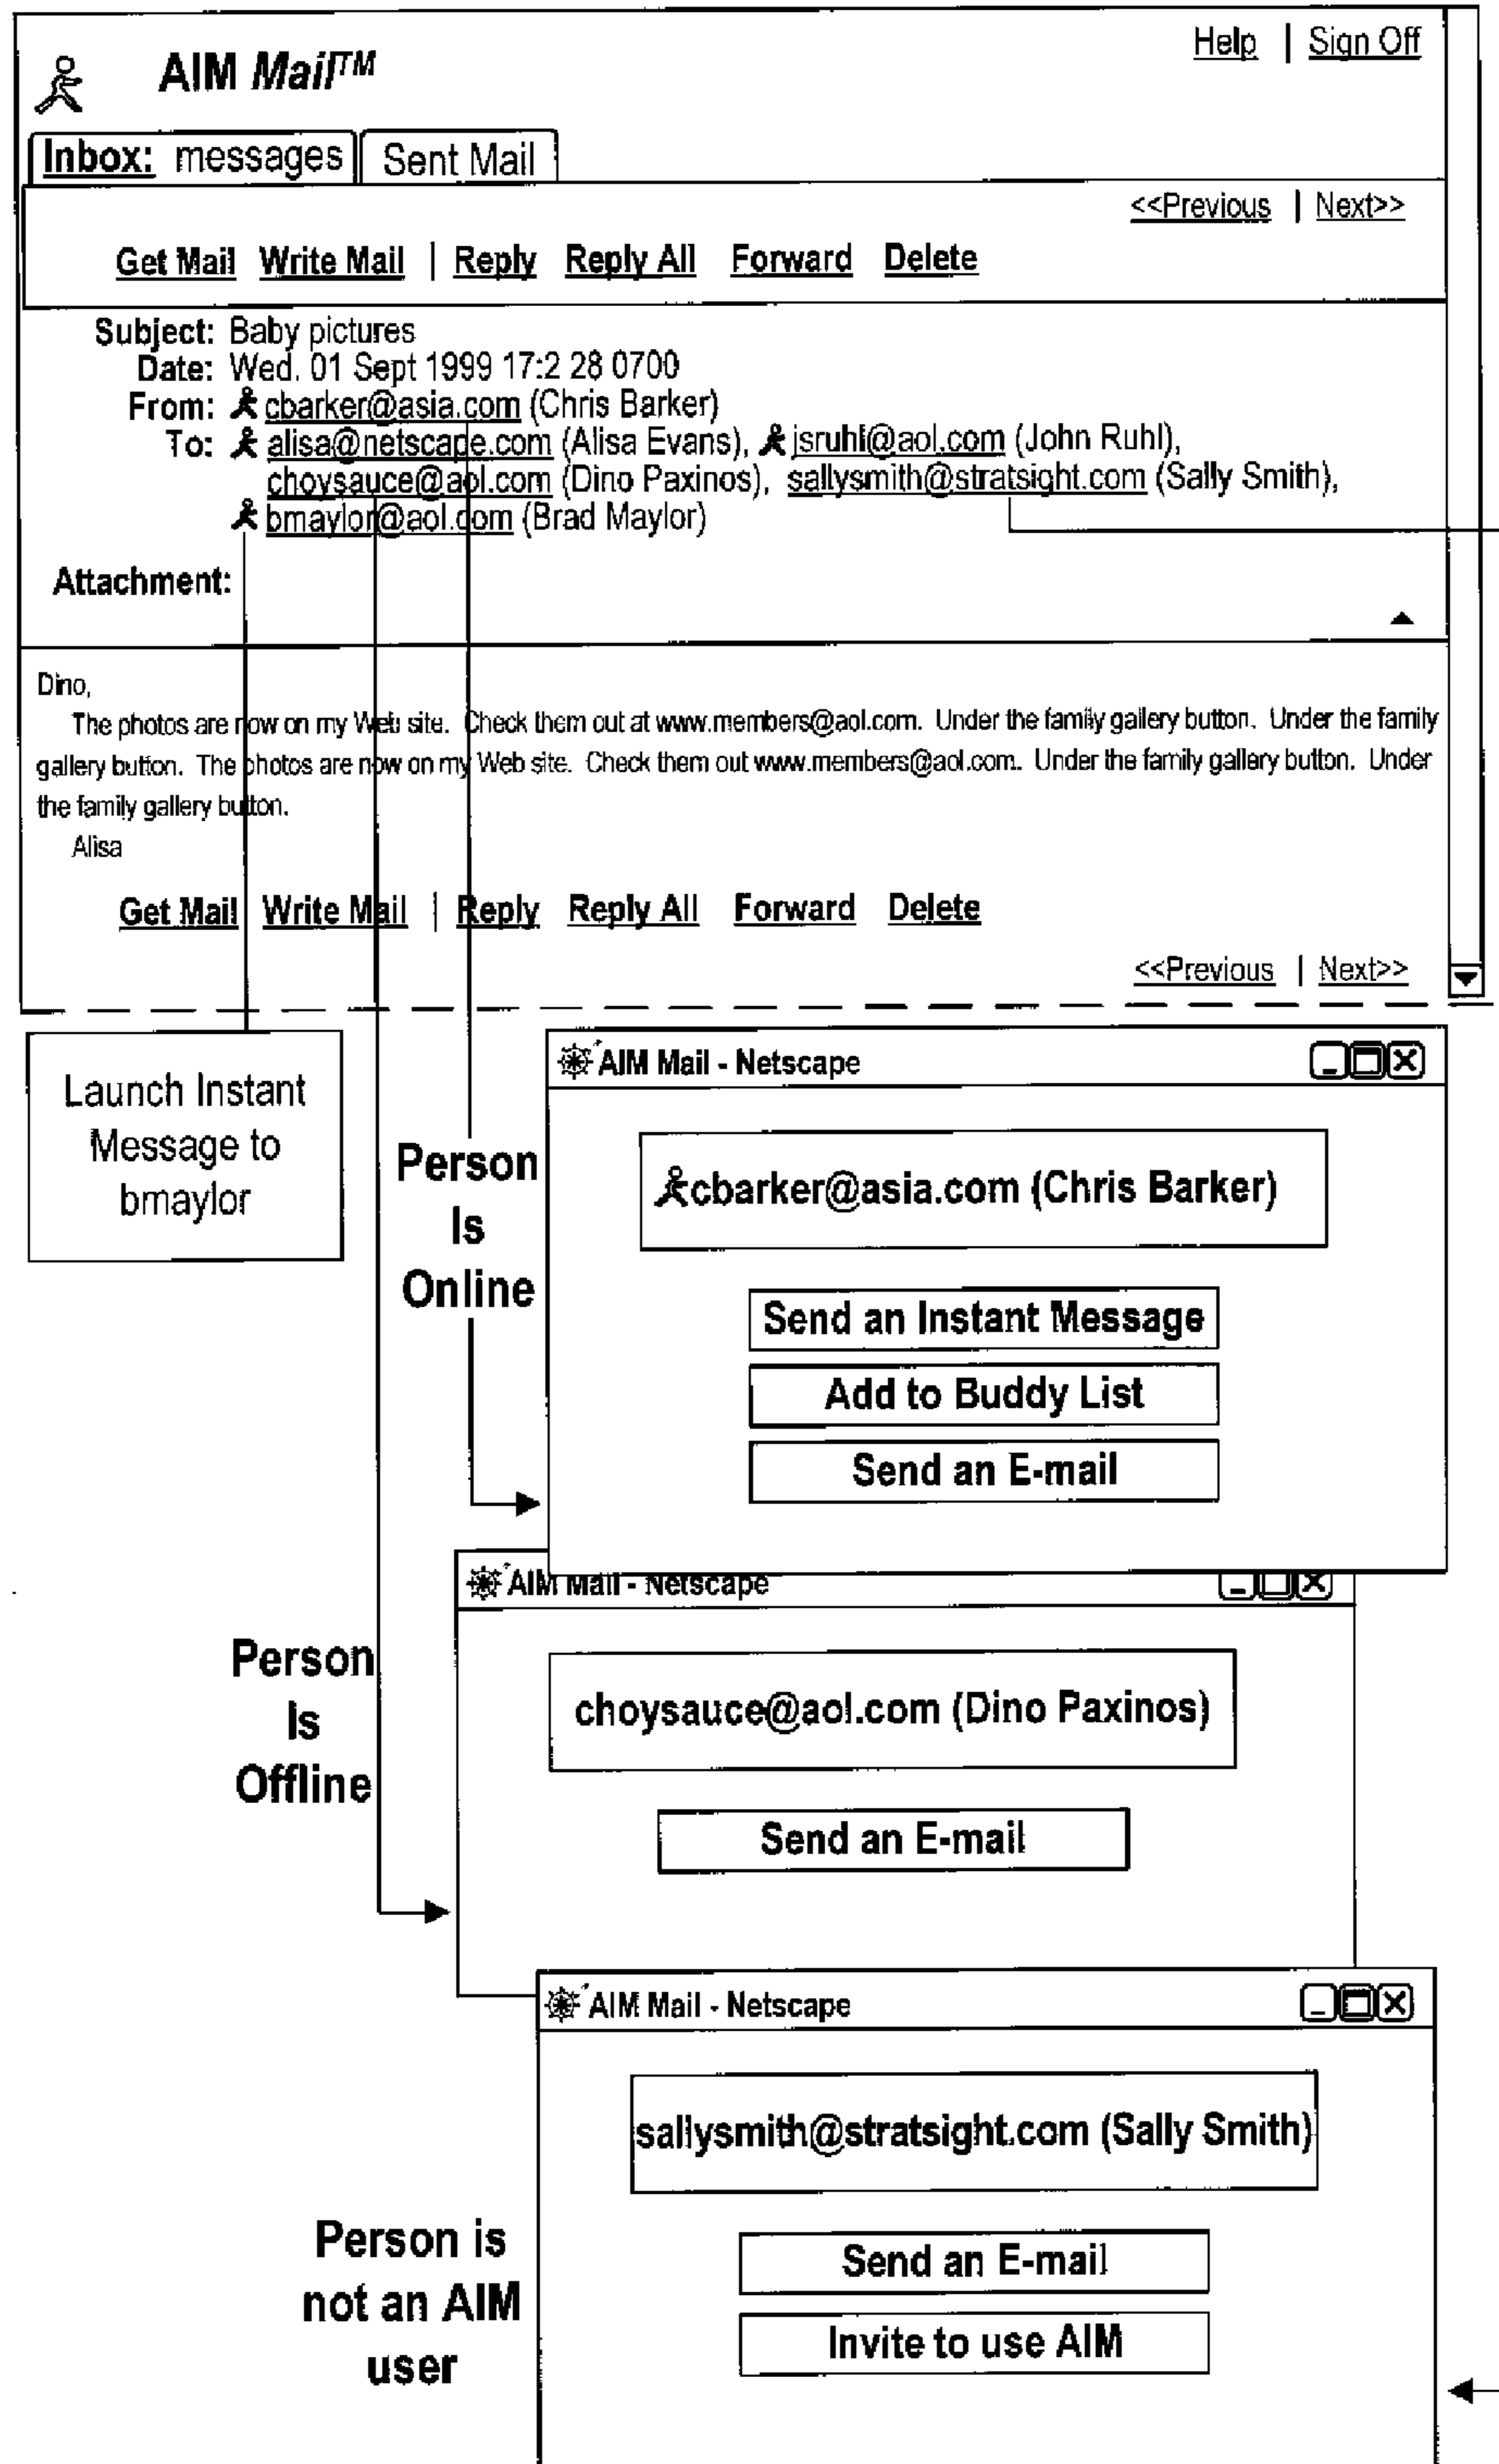 Help | Sign Off
AIM Mail™
Inbox: messages Sent Mail
<<Previous | Next>>
Get Mail Write Mail | Reply Reply All Forward Delete
Subject: Baby pictures
Date: Wed. 01 Sept 1999 17:2 28 0700
From: cbarker@asia.com (Chris Barker)
To: alisa@netscape.com (Alisa Evans), jsruhl@aol.com (John Ruhl),
choysauce@aol.com (Dino Paxinos), sallysmith@stratsight.com (Sally Smith),
bmaylor@aol.com (Brad Maylor)
Attachment:
Dino,
The photos are now on my Web site. Check them out at www.members@aol.com. Under the family gallery button. Under the family
gallery button. The photos are now on my Web site. Check them out www.members@aol.com. Under the family gallery button. Under
the family gallery button.
Alisa
Get Mail Write Mail | Reply Reply All Forward Delete
<<Previous | Next>>
Launch Instant
Message to
bmaylor
Person
Is
Online
AIM Mail - Netscape
cbarker@asia.com (Chris Barker)
Send an Instant Message
Add to Buddy List
Send an E-mail
Person
Is
Offline
AIM Mail - Netscape
choysauce@aol.com (Dino Paxinos)
Send an E-mail
Person is
not an AIM
user
AIM Mail - Netscape
sallysmith@stratsight.com (Sally Smith)
Send an E-mail
Invite to use AIM